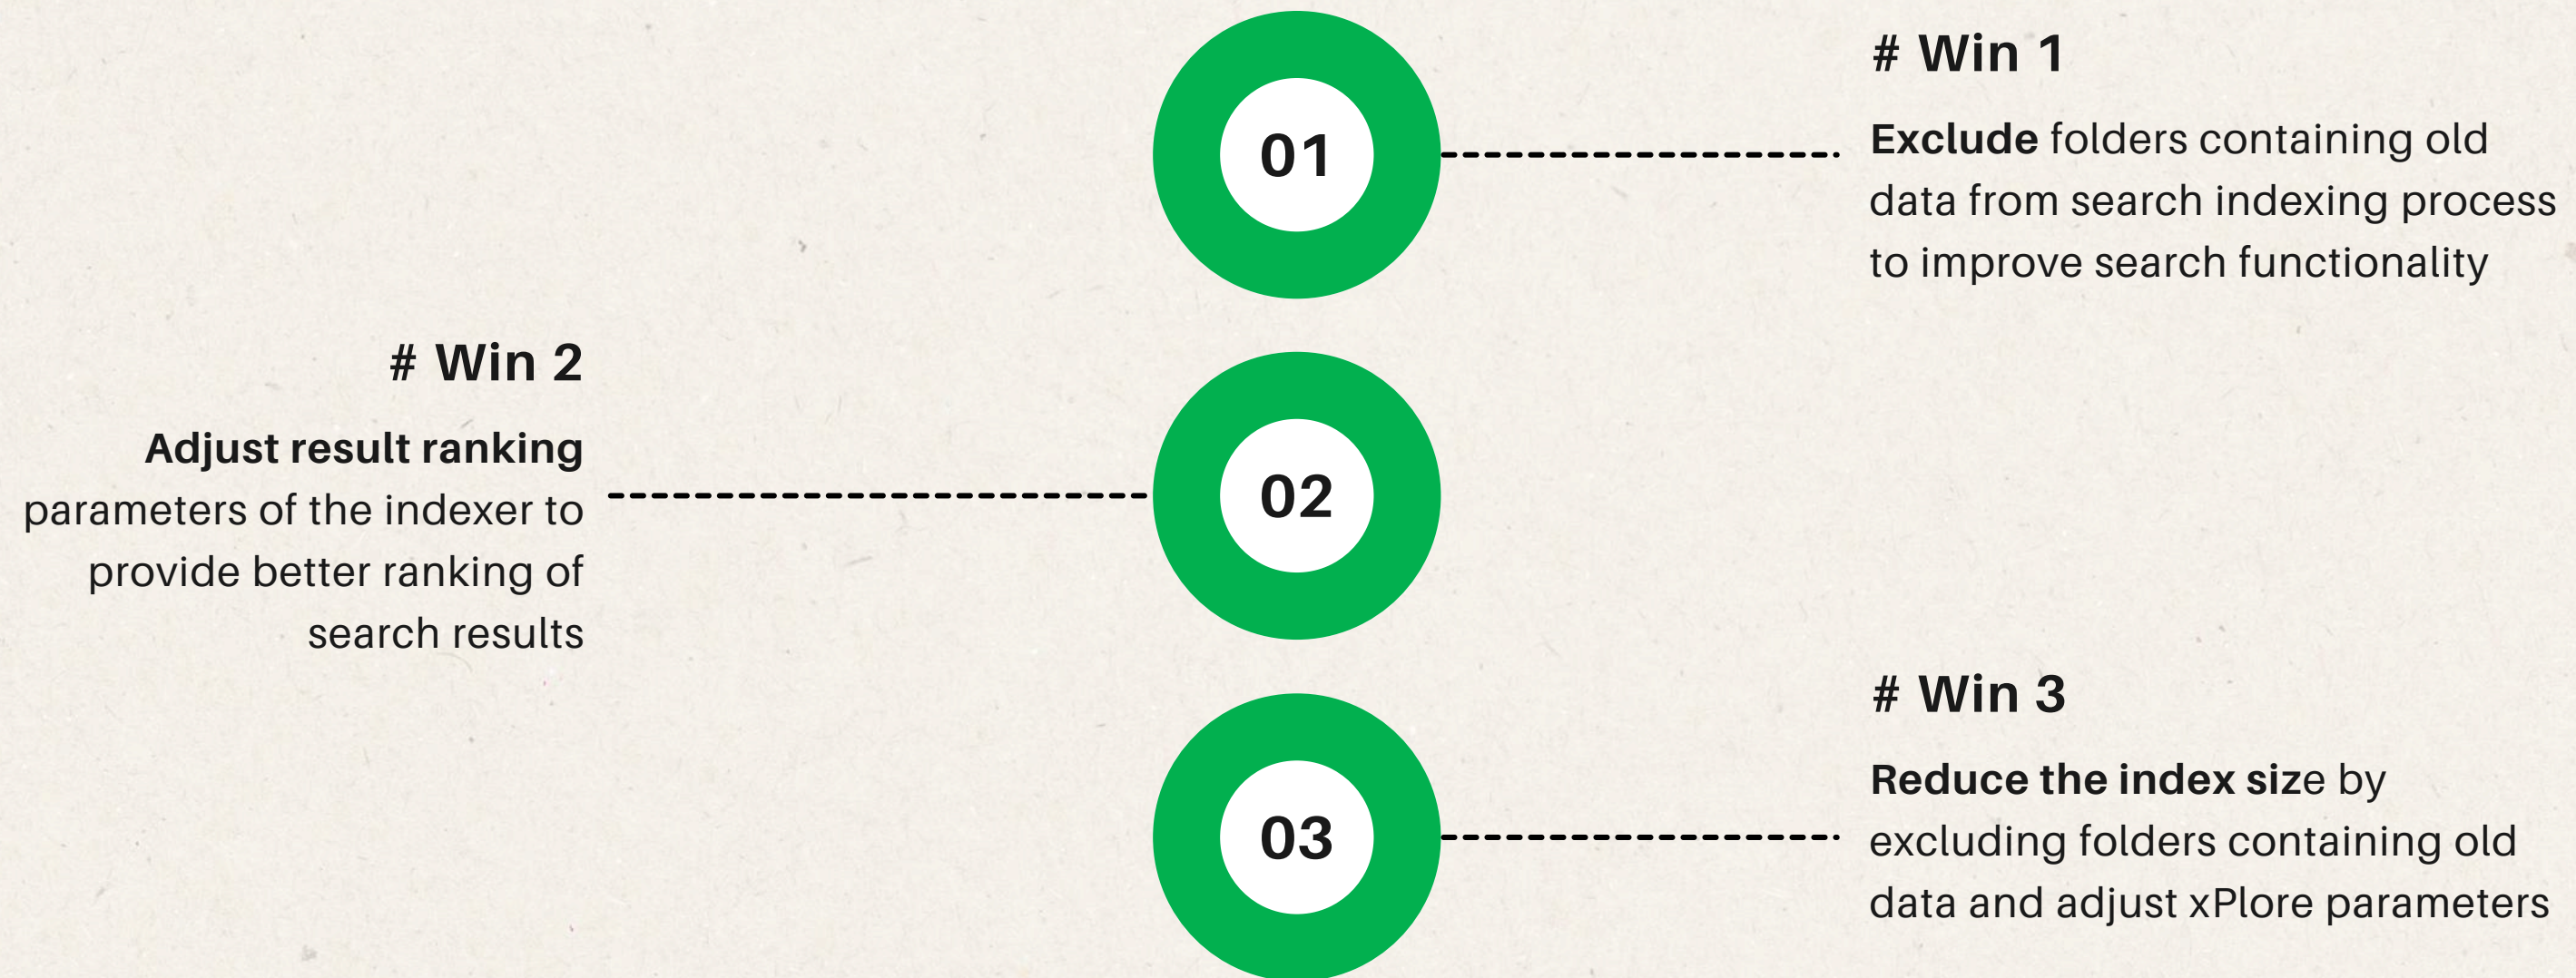 01
# Win 1
Exclude folders containing old
data from search indexing process
to improve search functionality
# Win 2
Adjust result ranking
parameters of the indexer to
provide better ranking of
search results
02
03
# Win 3
Reduce the index size by
excluding folders containing old
data and adjust xPlore parameters